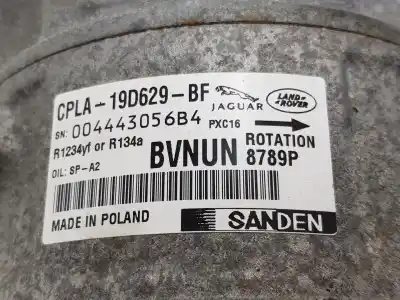 CPLA-19D629-BF
JAGUAR
LAND-ROVER
SN: 004443056B4
PXC16
R1234yf or R134a
OIL: SP-A2
BVNUN
ROTATION
8789P
MADE IN POLAND
SANDEN